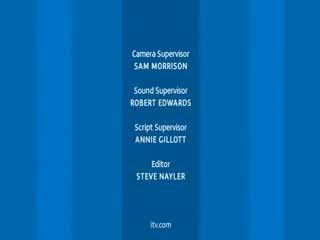 Camera Supervisor
SAM MORRISON
Sound Supervisor
ROBERT EDWARDS
Script Supervisor
ANNIE GILLOTT
Editor
STEVE NAYLER
itv.com